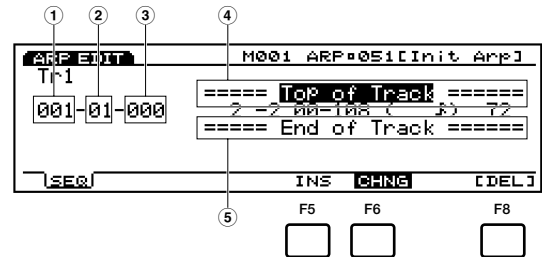 1 2 3 4
ARP EDIT M001 ARP¤051[Init Arp]
Tr1
===== Top of Track ======
001-01-000
===== End of Track ======
SEQ INS CHNG [DEL]
5
F5 F6 F8